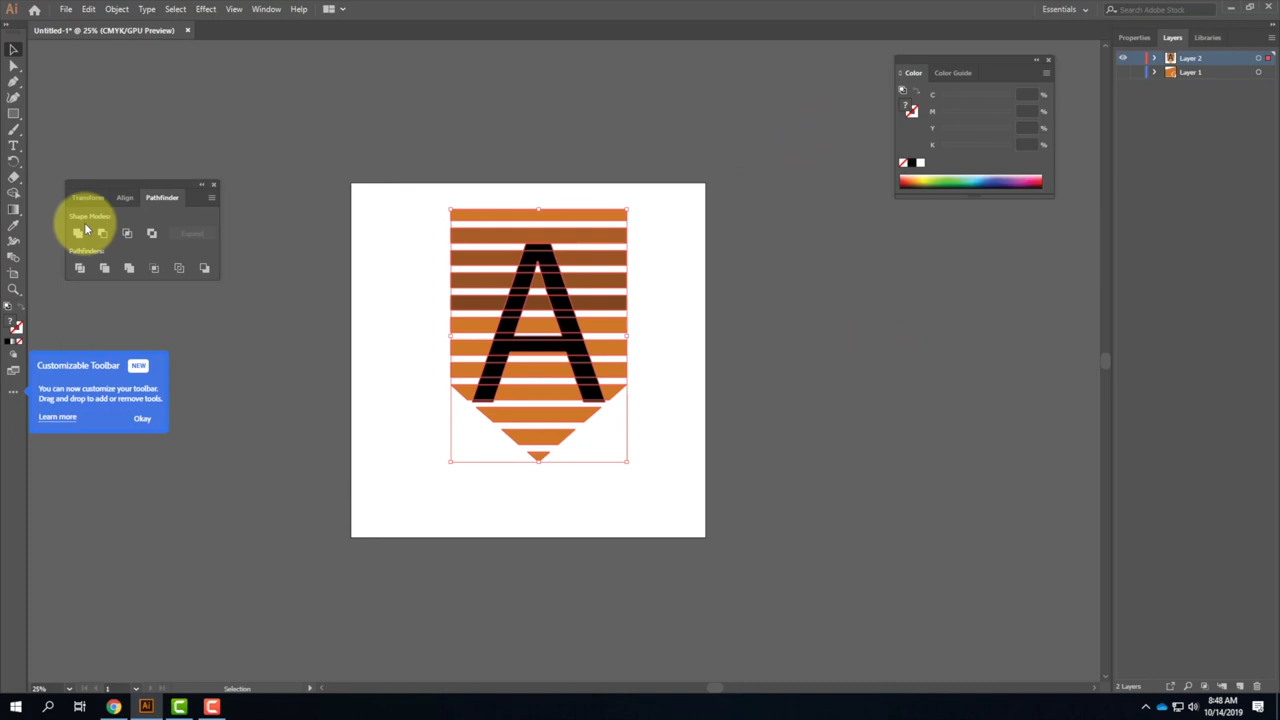 Ai File Edit Object Type Select Effect View Window Help Essentials Search Adobe Stock
Untitled-1* @ 25% (CMYK/GPU Preview)
Properties Layers Libraries
Layer 2
Layer 1
Color Color Guide
C %
M %
Y %
K %
Transform Align Pathfinder
Shape Modes:
Expand
Pathfinders:
A
Customizable Toolbar NEW
You can now customize your toolbar.
Drag and drop to add or remove tools.
Learn more Okay
25% 1 Selection
2 Layers
Ai
8:48 AM
10/14/2019